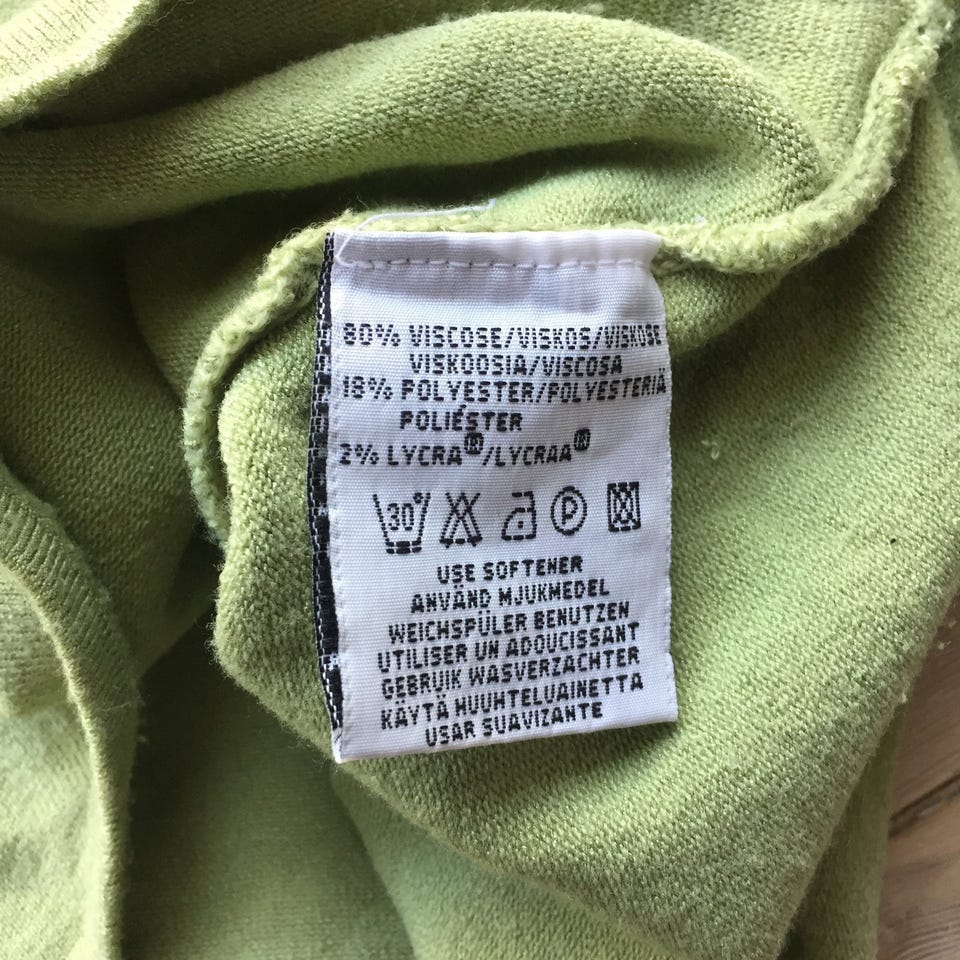 80% VISCOSE/VISKOS/VISKOSE
VISKOOSIA/VISCOSA
18% POLYESTER/POLYESTERIÄ
POLIÉSTER
2% LYCRA®/LYCRAA®
30° P
USE SOFTENER
ANVÄND MJUKMEDEL
WEICHSPÜLER BENUTZEN
UTILISER UN ADOUCISSANT
GEBRUIK WASVERZACHTER
KÄYTÄ HUUHTELUAINETTA
USAR SUAVIZANTE